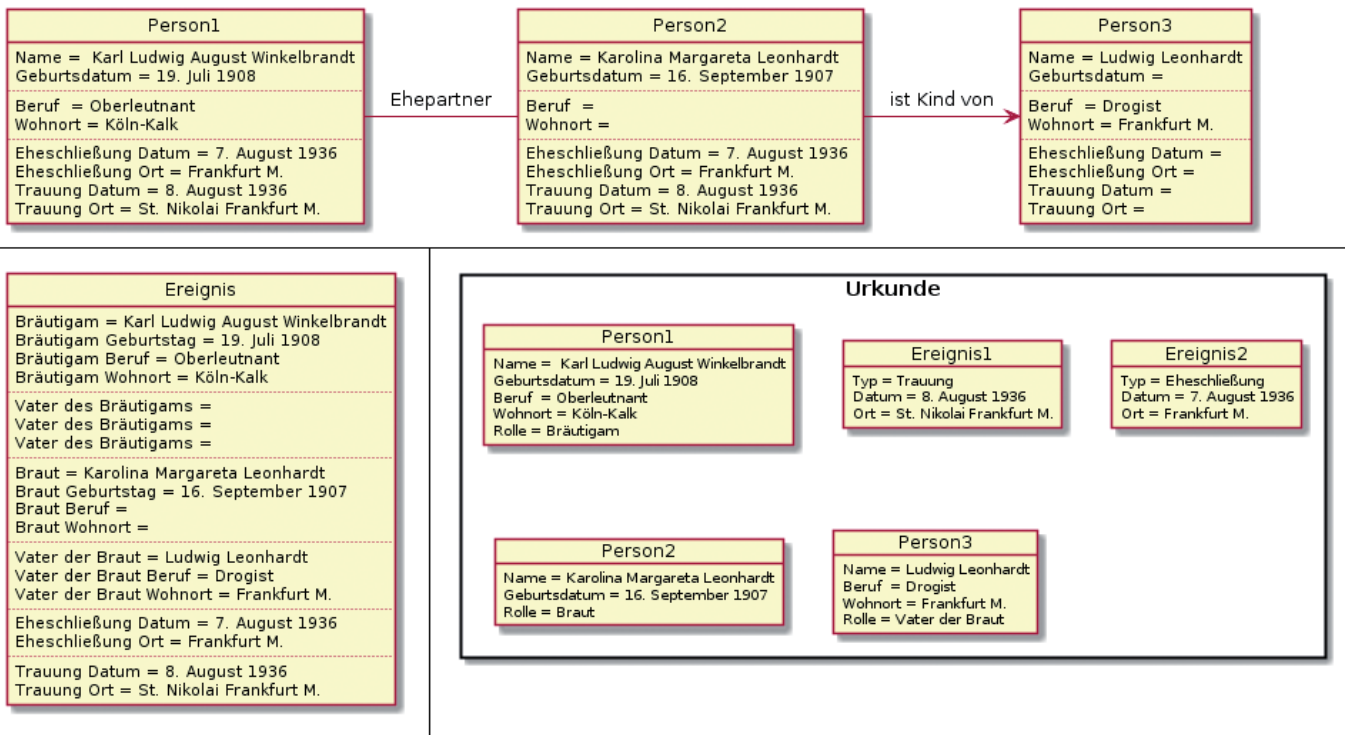 Person1
Name =  Karl Ludwig August Winkelbrandt
Geburtsdatum = 19. Juli 1908
Beruf  = Oberleutnant
Wohnort = Köln-Kalk
Eheschließung Datum = 7. August 1936
Eheschließung Ort = Frankfurt M.
Trauung Datum = 8. August 1936
Trauung Ort = St. Nikolai Frankfurt M.
Ehepartner
Person2
Name = Karolina Margareta Leonhardt
Geburtsdatum = 16. September 1907
Beruf  =
Wohnort =
Eheschließung Datum = 7. August 1936
Eheschließung Ort = Frankfurt M.
Trauung Datum = 8. August 1936
Trauung Ort = St. Nikolai Frankfurt M.
ist Kind von
Person3
Name = Ludwig Leonhardt
Geburtsdatum =
Beruf  = Drogist
Wohnort = Frankfurt M.
Eheschließung Datum =
Eheschließung Ort =
Trauung Datum =
Trauung Ort =
Ereignis
Bräutigam = Karl Ludwig August Winkelbrandt
Bräutigam Geburtstag = 19. Juli 1908
Bräutigam Beruf = Oberleutnant
Bräutigam Wohnort = Köln-Kalk
Vater des Bräutigams =
Vater des Bräutigams =
Vater des Bräutigams =
Braut = Karolina Margareta Leonhardt
Braut Geburtstag = 16. September 1907
Braut Beruf =
Braut Wohnort =
Vater der Braut = Ludwig Leonhardt
Vater der Braut Beruf = Drogist
Vater der Braut Wohnort = Frankfurt M.
Eheschließung Datum = 7. August 1936
Eheschließung Ort = Frankfurt M.
Trauung Datum = 8. August 1936
Trauung Ort = St. Nikolai Frankfurt M.
Urkunde
Person1
Name =  Karl Ludwig August Winkelbrandt
Geburtsdatum = 19. Juli 1908
Beruf  = Oberleutnant
Wohnort = Köln-Kalk
Rolle = Bräutigam
Ereignis1
Typ = Trauung
Datum = 8. August 1936
Ort = St. Nikolai Frankfurt M.
Ereignis2
Typ = Eheschließung
Datum = 7. August 1936
Ort = Frankfurt M.
Person2
Name = Karolina Margareta Leonhardt
Geburtsdatum = 16. September 1907
Rolle = Braut
Person3
Name = Ludwig Leonhardt
Beruf  = Drogist
Wohnort = Frankfurt M.
Rolle = Vater der Braut